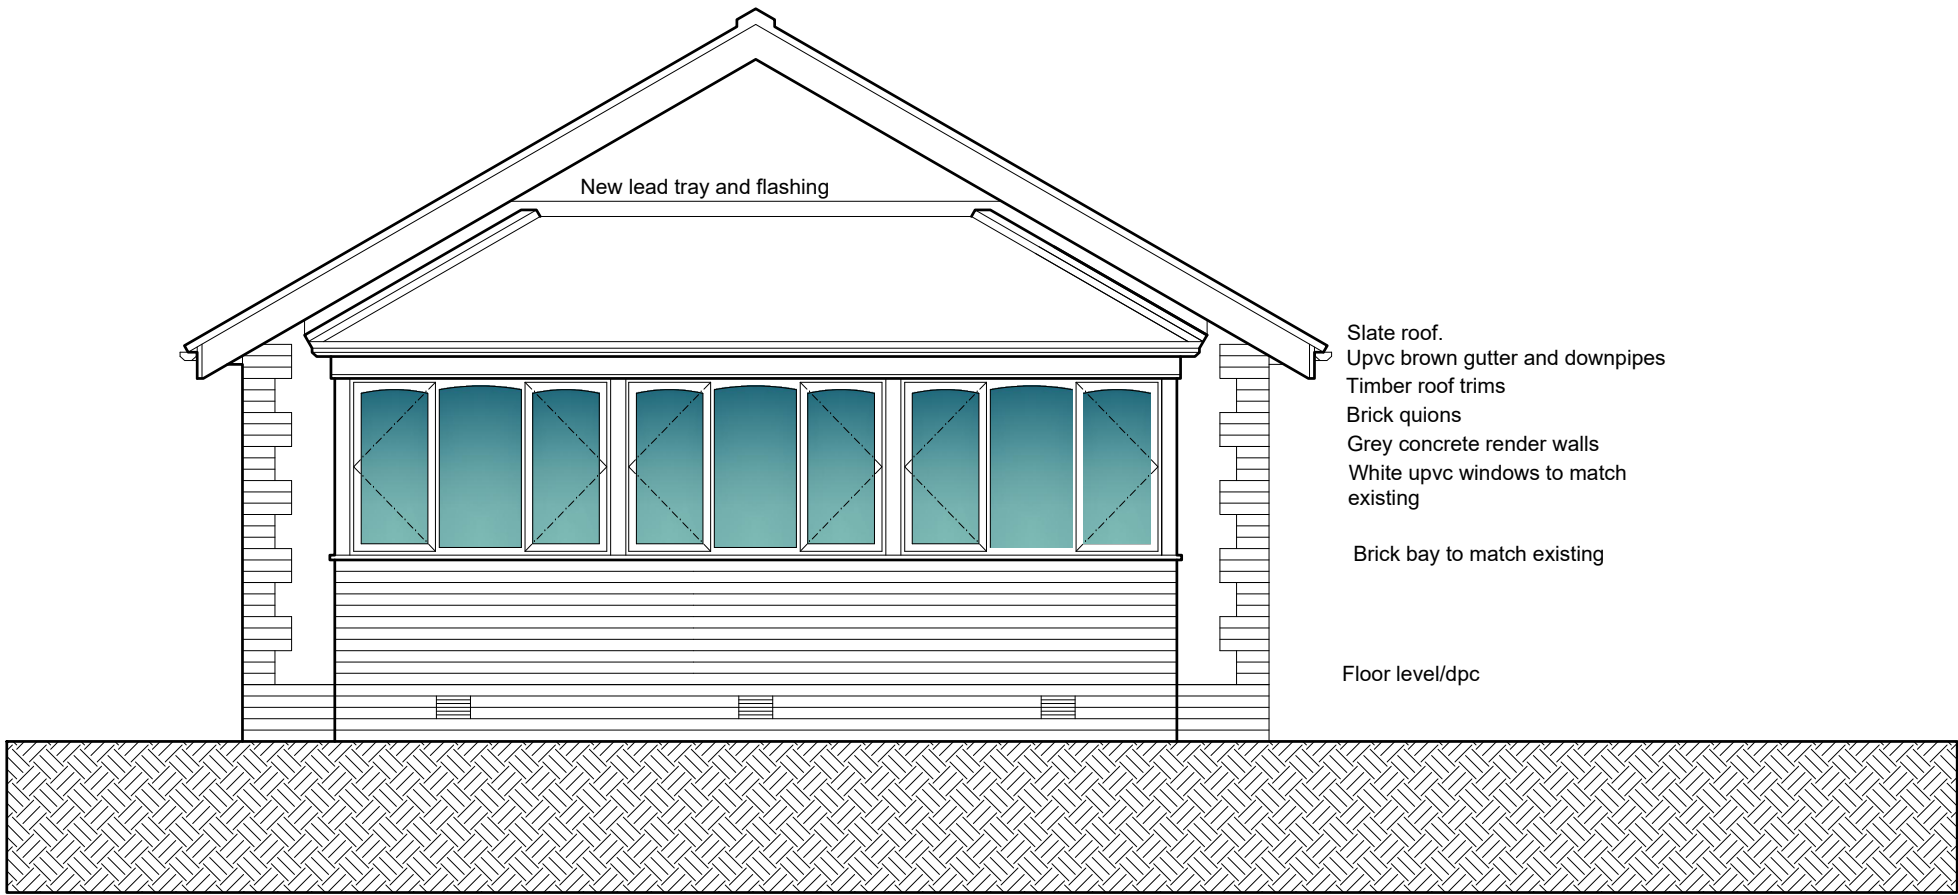 New lead tray and flashing
Slate roof.
Upvc brown gutter and downpipes
Timber roof trims
Brick quions
Grey concrete render walls
White upvc windows to match
existing
Brick bay to match existing
Floor level/dpc